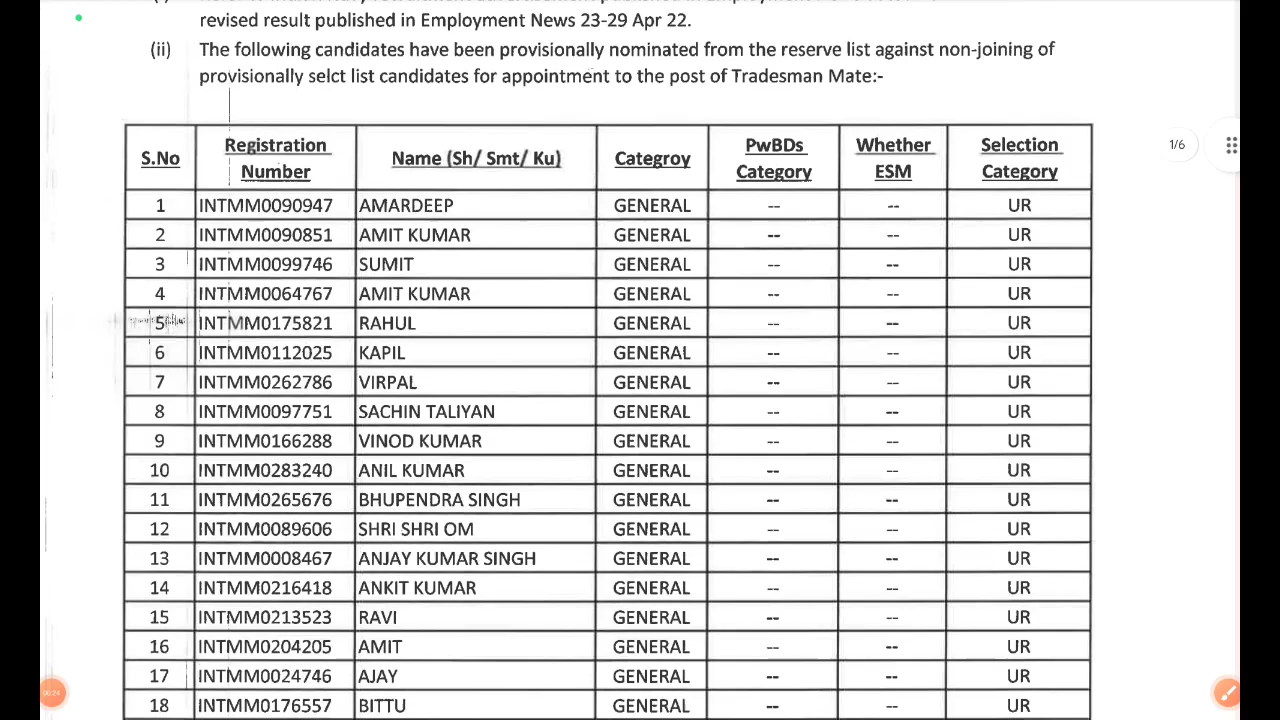 revised result published in Employment News 23-29 Apr 22.
(ii) The following candidates have been provisionally nominated from the reserve list against non-joining of
provisionally selct list candidates for appointment to the post of Tradesman Mate:-
S.No Registration Number Name (Sh/ Smt/ Ku) Categroy PwBDs Category Whether ESM Selection Category
1 INTMM0090947 AMARDEEP GENERAL -- -- UR
2 INTMM0090851 AMIT KUMAR GENERAL -- -- UR
3 INTMM0099746 SUMIT GENERAL -- -- UR
4 INTMM0064767 AMIT KUMAR GENERAL -- -- UR
5 INTMM0175821 RAHUL GENERAL -- -- UR
6 INTMM0112025 KAPIL GENERAL -- -- UR
7 INTMM0262786 VIRPAL GENERAL -- -- UR
8 INTMM0097751 SACHIN TALIYAN GENERAL -- -- UR
9 INTMM0166288 VINOD KUMAR GENERAL -- -- UR
10 INTMM0283240 ANIL KUMAR GENERAL -- -- UR
11 INTMM0265676 BHUPENDRA SINGH GENERAL -- -- UR
12 INTMM0089606 SHRI SHRI OM GENERAL -- -- UR
13 INTMM0008467 ANJAY KUMAR SINGH GENERAL -- -- UR
14 INTMM0216418 ANKIT KUMAR GENERAL -- -- UR
15 INTMM0213523 RAVI GENERAL -- -- UR
16 INTMM0204205 AMIT GENERAL -- -- UR
17 INTMM0024746 AJAY GENERAL -- -- UR
18 INTMM0176557 BITTU GENERAL -- -- UR
1/6
00:24